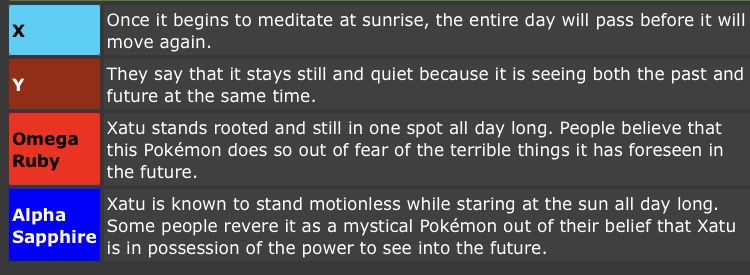 X
Once it begins to meditate at sunrise, the entire day will pass before it will
move again.
Y
They say that it stays still and quiet because it is seeing both the past and
future at the same time.
Omega
Ruby
Xatu stands rooted and still in one spot all day long. People believe that
this Pokémon does so out of fear of the terrible things it has foreseen in
the future.
Alpha
Sapphire
Xatu is known to stand motionless while staring at the sun all day long.
Some people revere it as a mystical Pokémon out of their belief that Xatu
is in possession of the power to see into the future.